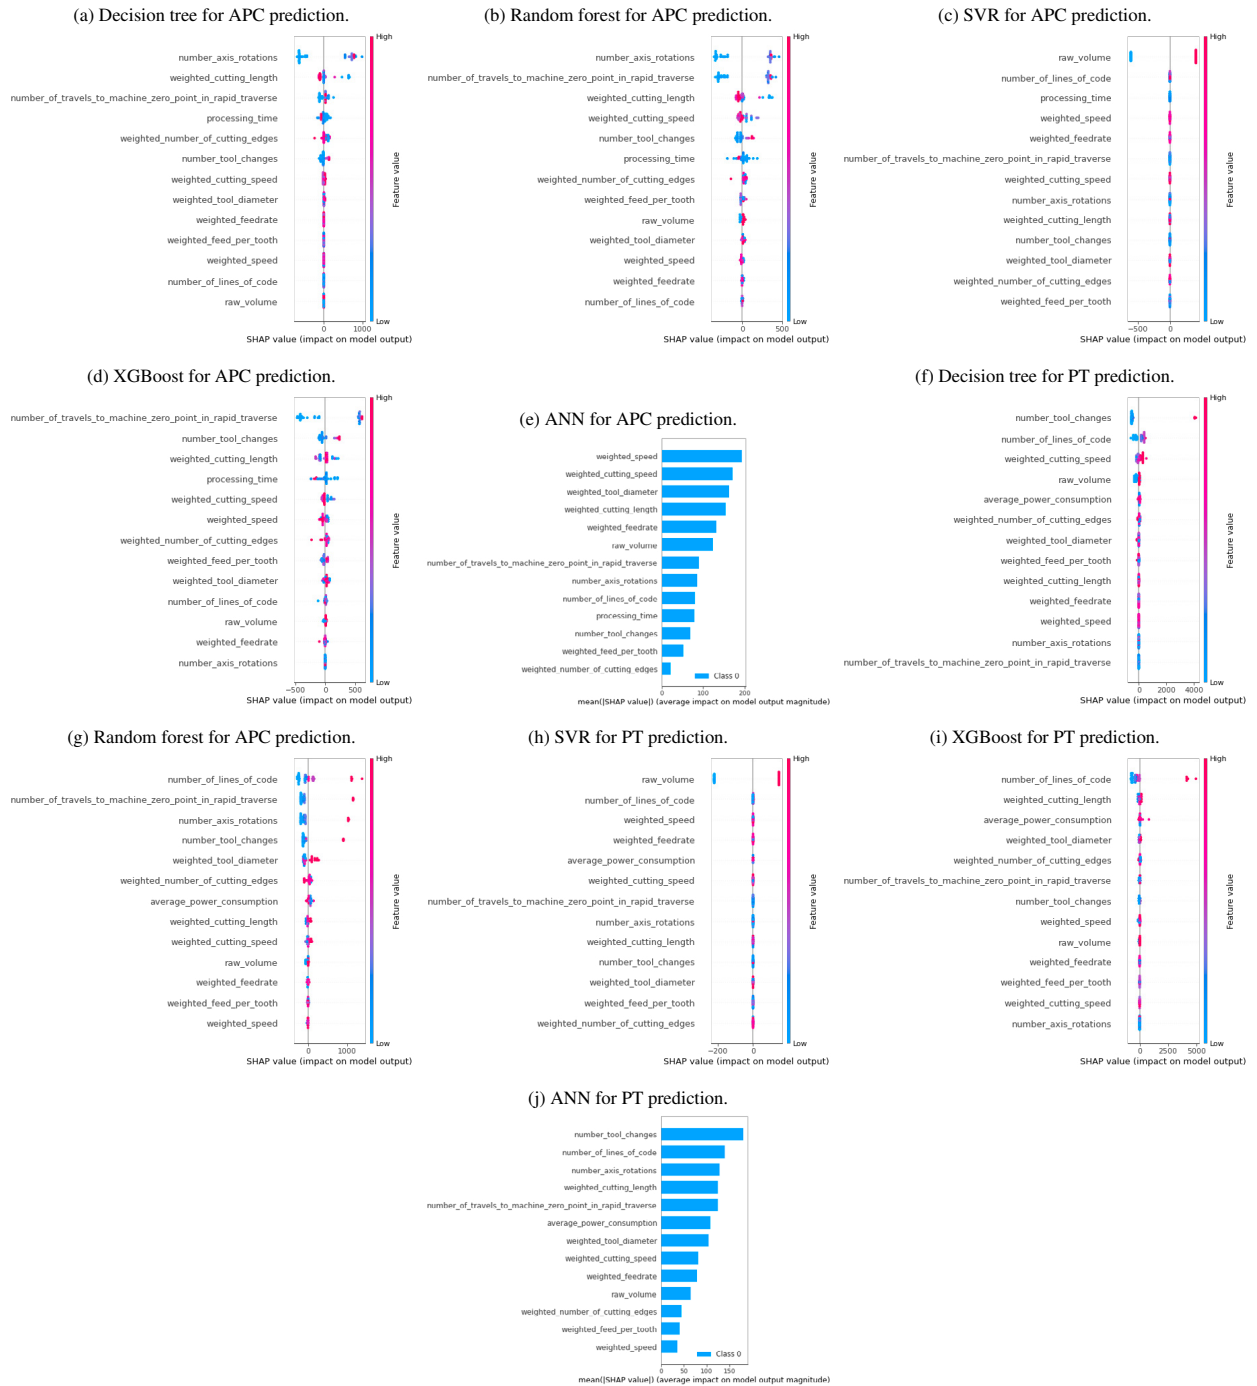 (a) Decision tree for APC prediction.
High
number_axis_rotations
weighted_cutting_length
number_of_travels_to_machine_zero_point_in_rapid_traverse
processing_time
weighted_number_of_cutting_edges
number_tool_changes
weighted_cutting_speed
weighted_tool_diameter
weighted_feedrate
weighted_feed_per_tooth
weighted_speed
number_of_lines_of_code
raw_volume
Feature value
Low
0 1000
SHAP value (impact on model output)
(b) Random forest for APC prediction.
High
number_axis_rotations
number_of_travels_to_machine_zero_point_in_rapid_traverse
weighted_cutting_length
weighted_cutting_speed
number_tool_changes
processing_time
weighted_number_of_cutting_edges
weighted_feed_per_tooth
raw_volume
weighted_tool_diameter
weighted_speed
weighted_feedrate
number_of_lines_of_code
Feature value
Low
0 500
SHAP value (impact on model output)
(c) SVR for APC prediction.
High
raw_volume
number_of_lines_of_code
processing_time
weighted_speed
weighted_feedrate
number_of_travels_to_machine_zero_point_in_rapid_traverse
weighted_cutting_speed
number_axis_rotations
weighted_cutting_length
number_tool_changes
weighted_tool_diameter
weighted_number_of_cutting_edges
weighted_feed_per_tooth
Feature value
Low
−500 0
SHAP value (impact on model output)
(d) XGBoost for APC prediction.
High
number_of_travels_to_machine_zero_point_in_rapid_traverse
number_tool_changes
weighted_cutting_length
processing_time
weighted_cutting_speed
weighted_speed
weighted_number_of_cutting_edges
weighted_feed_per_tooth
weighted_tool_diameter
number_of_lines_of_code
raw_volume
weighted_feedrate
number_axis_rotations
Feature value
Low
−500 0 500
SHAP value (impact on model output)
(e) ANN for APC prediction.
weighted_speed
weighted_cutting_speed
weighted_tool_diameter
weighted_cutting_length
weighted_feedrate
raw_volume
number_of_travels_to_machine_zero_point_in_rapid_traverse
number_axis_rotations
number_of_lines_of_code
processing_time
number_tool_changes
weighted_feed_per_tooth
weighted_number_of_cutting_edges
Class 0
0 100 200
mean(|SHAP value|) (average impact on model output magnitude)
(f) Decision tree for PT prediction.
High
number_tool_changes
number_of_lines_of_code
weighted_cutting_speed
raw_volume
average_power_consumption
weighted_number_of_cutting_edges
weighted_tool_diameter
weighted_feed_per_tooth
weighted_cutting_length
weighted_feedrate
weighted_speed
number_axis_rotations
number_of_travels_to_machine_zero_point_in_rapid_traverse
Feature value
Low
0 2000 4000
SHAP value (impact on model output)
(g) Random forest for APC prediction.
High
number_of_lines_of_code
number_of_travels_to_machine_zero_point_in_rapid_traverse
number_axis_rotations
number_tool_changes
weighted_tool_diameter
weighted_number_of_cutting_edges
average_power_consumption
weighted_cutting_length
weighted_cutting_speed
raw_volume
weighted_feedrate
weighted_feed_per_tooth
weighted_speed
Feature value
Low
0 1000
SHAP value (impact on model output)
(h) SVR for PT prediction.
High
raw_volume
number_of_lines_of_code
weighted_speed
weighted_feedrate
average_power_consumption
weighted_cutting_speed
number_of_travels_to_machine_zero_point_in_rapid_traverse
number_axis_rotations
weighted_cutting_length
number_tool_changes
weighted_tool_diameter
weighted_feed_per_tooth
weighted_number_of_cutting_edges
Feature value
Low
−200 0
SHAP value (impact on model output)
(i) XGBoost for PT prediction.
High
number_of_lines_of_code
weighted_cutting_length
average_power_consumption
weighted_tool_diameter
weighted_number_of_cutting_edges
number_of_travels_to_machine_zero_point_in_rapid_traverse
number_tool_changes
weighted_speed
raw_volume
weighted_feedrate
weighted_feed_per_tooth
weighted_cutting_speed
number_axis_rotations
Feature value
Low
0 2500 5000
SHAP value (impact on model output)
(j) ANN for PT prediction.
number_tool_changes
number_of_lines_of_code
number_axis_rotations
weighted_cutting_length
number_of_travels_to_machine_zero_point_in_rapid_traverse
average_power_consumption
weighted_tool_diameter
weighted_cutting_speed
weighted_feedrate
raw_volume
weighted_number_of_cutting_edges
weighted_feed_per_tooth
weighted_speed
Class 0
0 50 100 150
mean(|SHAP value|) (average impact on model output magnitude)